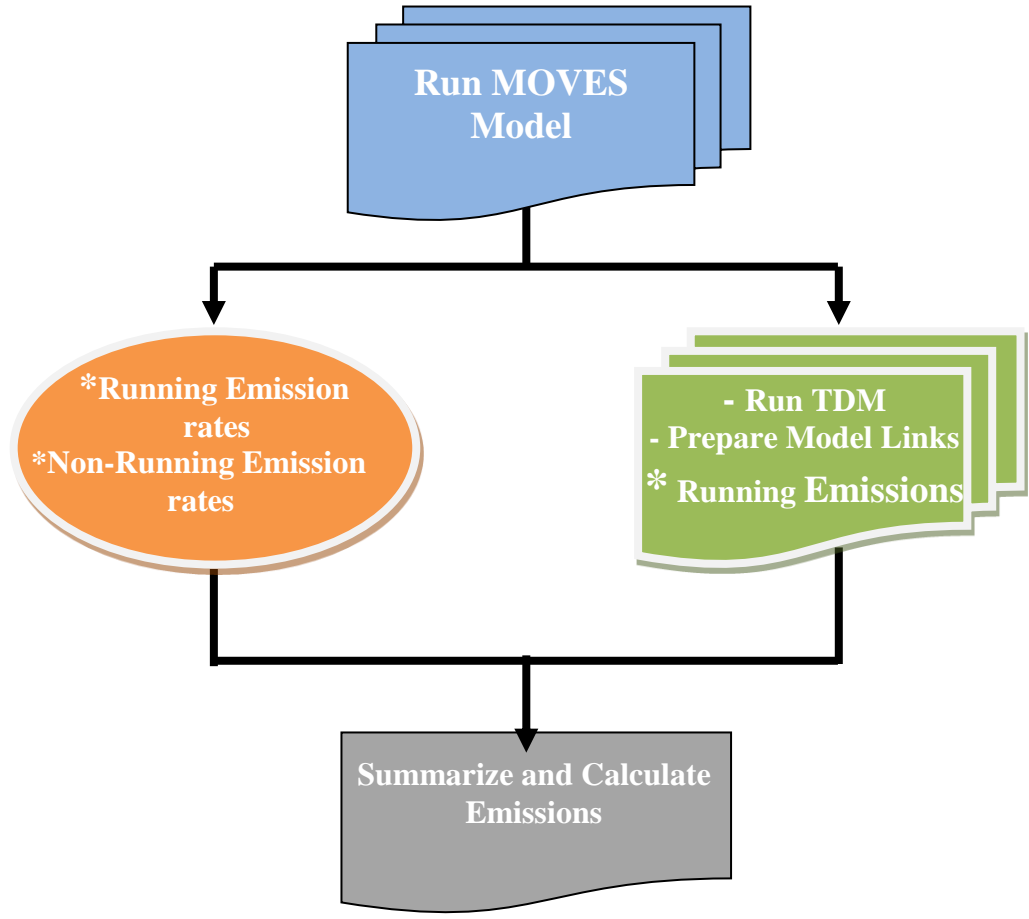 Run MOVES
Model
*Running Emission
rates
*Non-Running Emission
rates
- Run TDM
- Prepare Model Links
* Running Emissions
Summarize and Calculate
Emissions